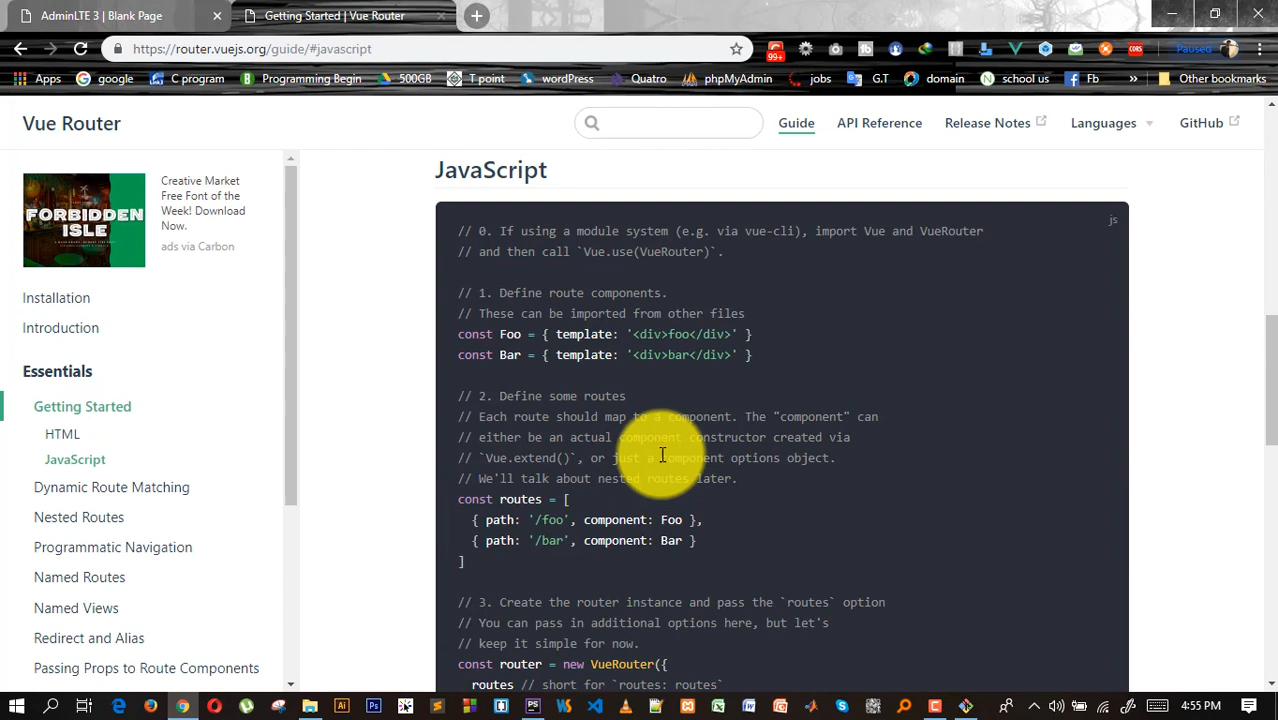 AdminLTE 3 | Blank Page
Getting Started | Vue Router
https://router.vuejs.org/guide/#javascript
99+
CORS
Paused
Apps
google
C program
Programming Begin
500GB
T point
wordPress
Quatro
phpMyAdmin
jobs
G.T
domain
school us
Fb
»
Other bookmarks
Vue Router
Guide
API Reference
Release Notes
Languages
GitHub
FORBIDDEN
ISLE
Creative Market
Free Font of the
Week! Download
Now.
ads via Carbon
Installation
Introduction
Essentials
Getting Started
HTML
JavaScript
Dynamic Route Matching
Nested Routes
Programmatic Navigation
Named Routes
Named Views
Redirect and Alias
Passing Props to Route Components
JavaScript
js
// 0. If using a module system (e.g. via vue-cli), import Vue and VueRouter
// and then call `Vue.use(VueRouter)`.
// 1. Define route components.
// These can be imported from other files
const Foo = { template: '<div>foo</div>' }
const Bar = { template: '<div>bar</div>' }
// 2. Define some routes
// Each route should map to a component. The "component" can
// either be an actual component constructor created via
// `Vue.extend()`, or just a component options object.
// We'll talk about nested routes later.
const routes = [
{ path: '/foo', component: Foo },
{ path: '/bar', component: Bar }
]
// 3. Create the router instance and pass the `routes` option
// You can pass in additional options here, but let's
// keep it simple for now.
const router = new VueRouter({
routes // short for `routes: routes`
4:55 PM